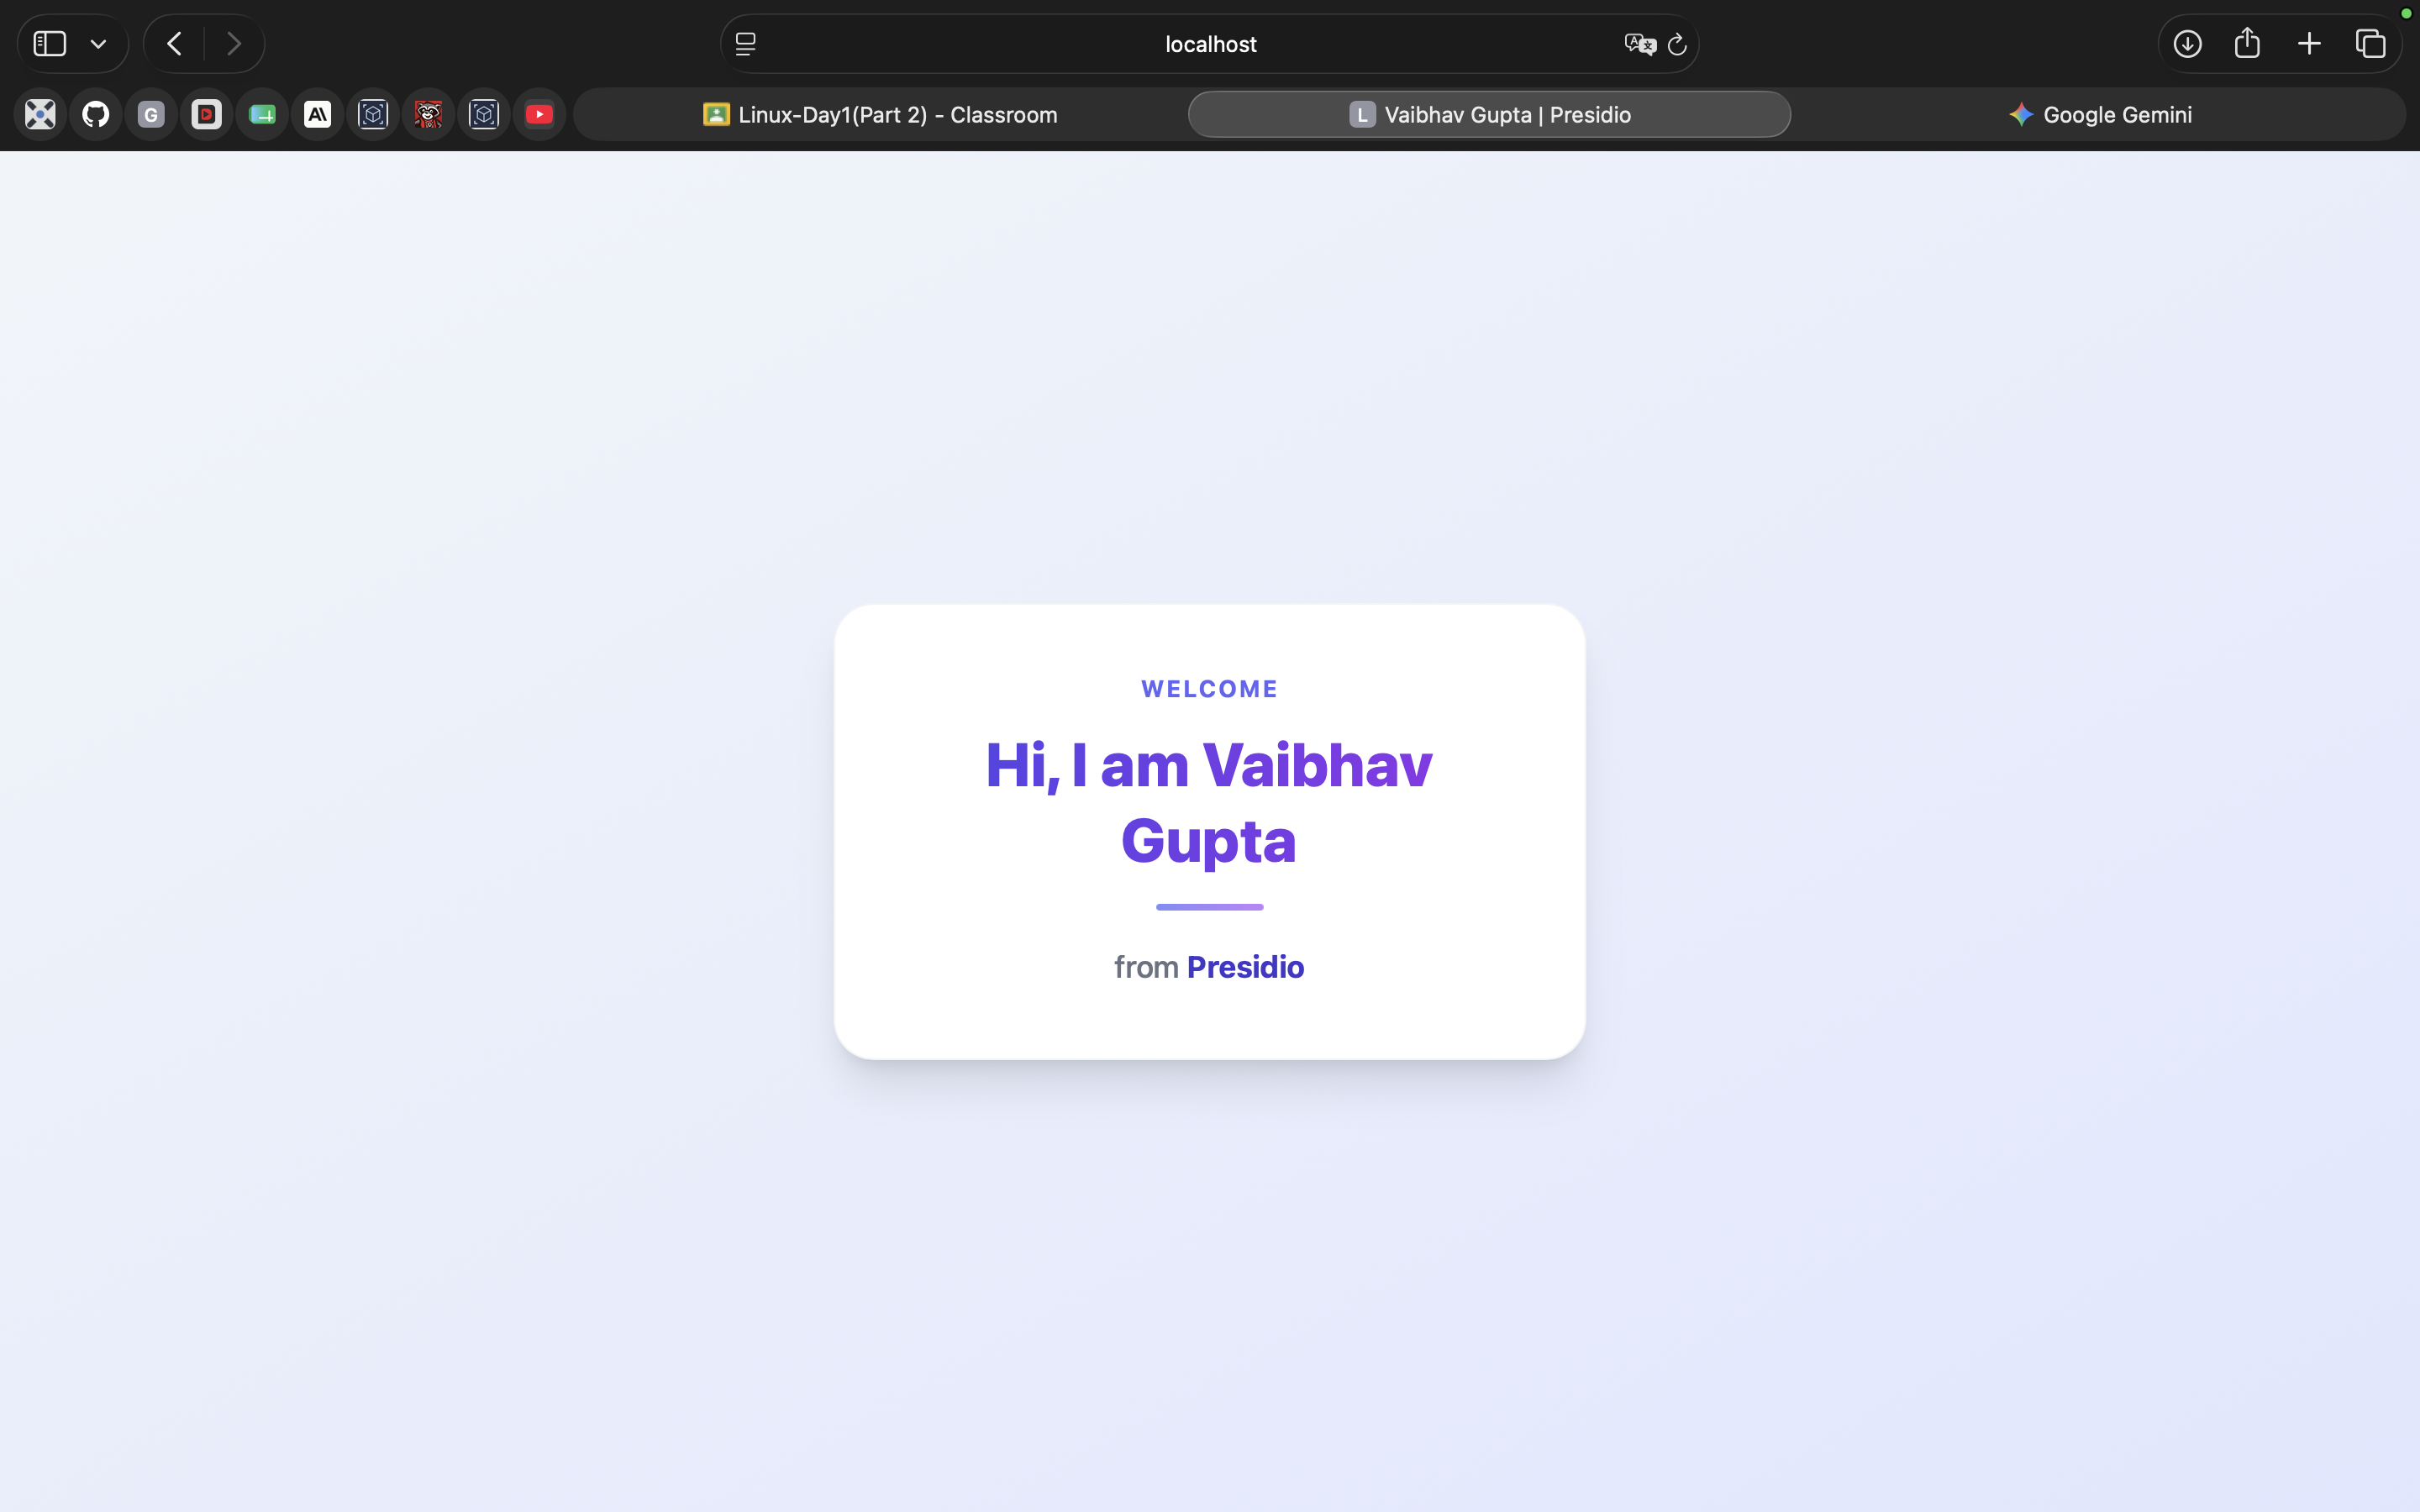 localhost
G
Linux-Day1(Part 2) - Classroom
L Vaibhav Gupta | Presidio
Google Gemini
WELCOME
Hi, I am Vaibhav
Gupta
from Presidio